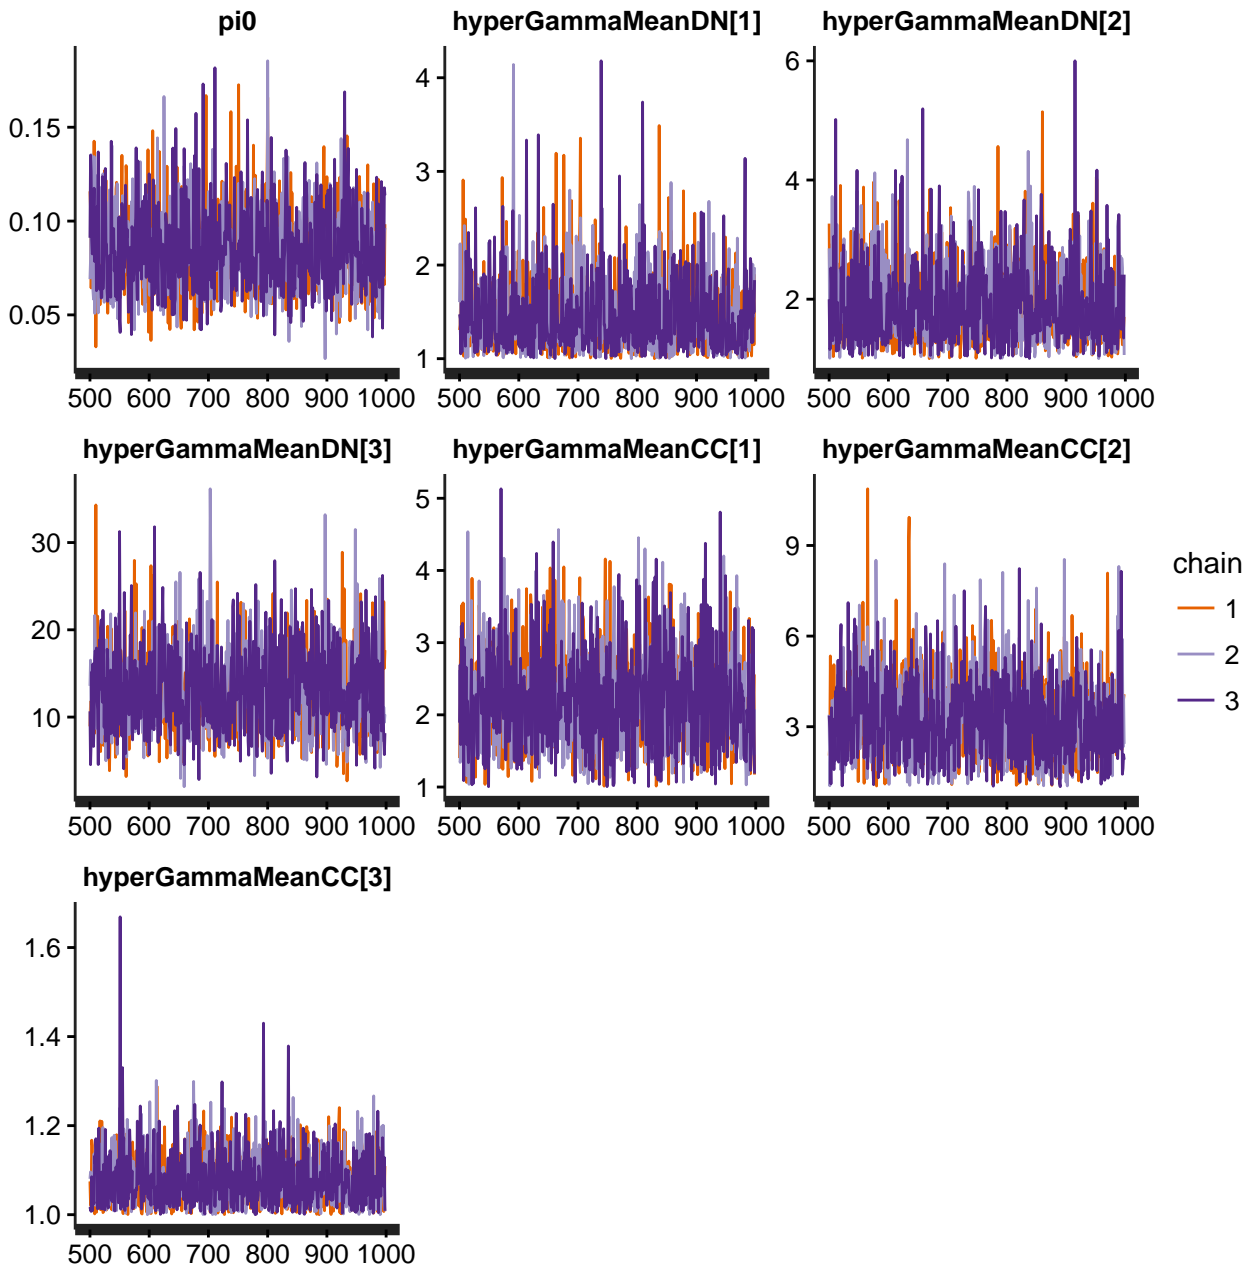 pi0
hyperGammaMeanDN[1]
hyperGammaMeanDN[2]
0.15
0.10
0.05
500 600 700 800 900 1000
4
3
2
1
500 600 700 800 900 1000
6
4
2
500 600 700 800 900 1000
hyperGammaMeanDN[3]
hyperGammaMeanCC[1]
hyperGammaMeanCC[2]
30
20
10
500 600 700 800 900 1000
5
4
3
2
1
500 600 700 800 900 1000
9
6
3
500 600 700 800 900 1000
chain
1
2
3
hyperGammaMeanCC[3]
1.6
1.4
1.2
1.0
500 600 700 800 900 1000